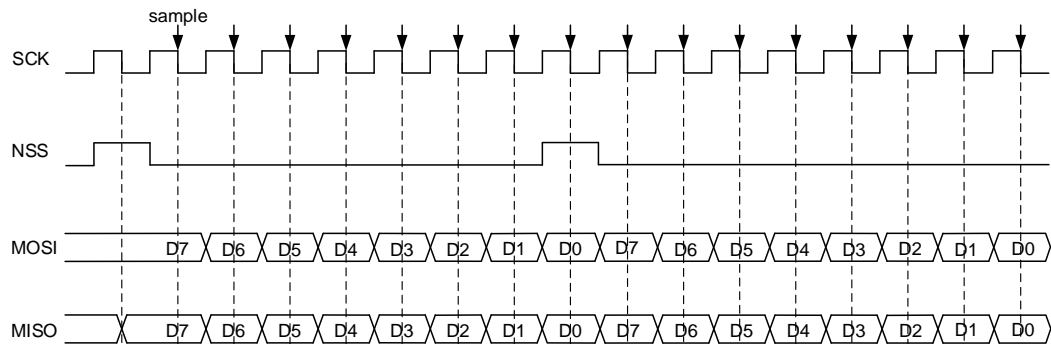 sample
SCK
NSS
MOSI D7 D6 D5 D4 D3 D2 D1 D0 D7 D6 D5 D4 D3 D2 D1 D0
MISO D7 D6 D5 D4 D3 D2 D1 D0 D7 D6 D5 D4 D3 D2 D1 D0